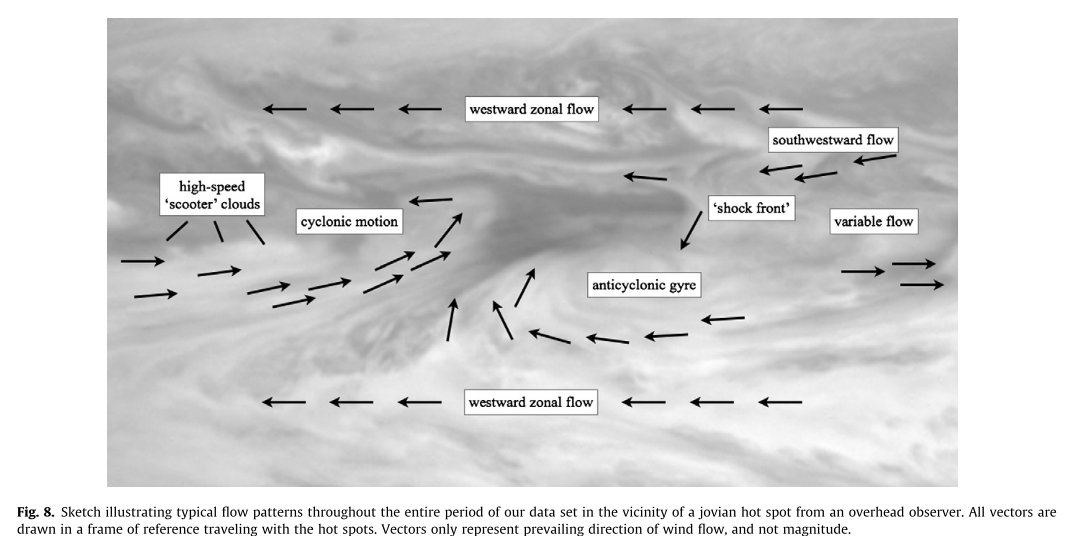 westward zonal flow
southwestward flow
high-speed
‘scooter’ clouds
cyclonic motion
‘shock front’
variable flow
anticyclonic gyre
westward zonal flow
Fig. 8. Sketch illustrating typical flow patterns throughout the entire period of our data set in the vicinity of a jovian hot spot from an overhead observer. All vectors are
drawn in a frame of reference traveling with the hot spots. Vectors only represent prevailing direction of wind flow, and not magnitude.